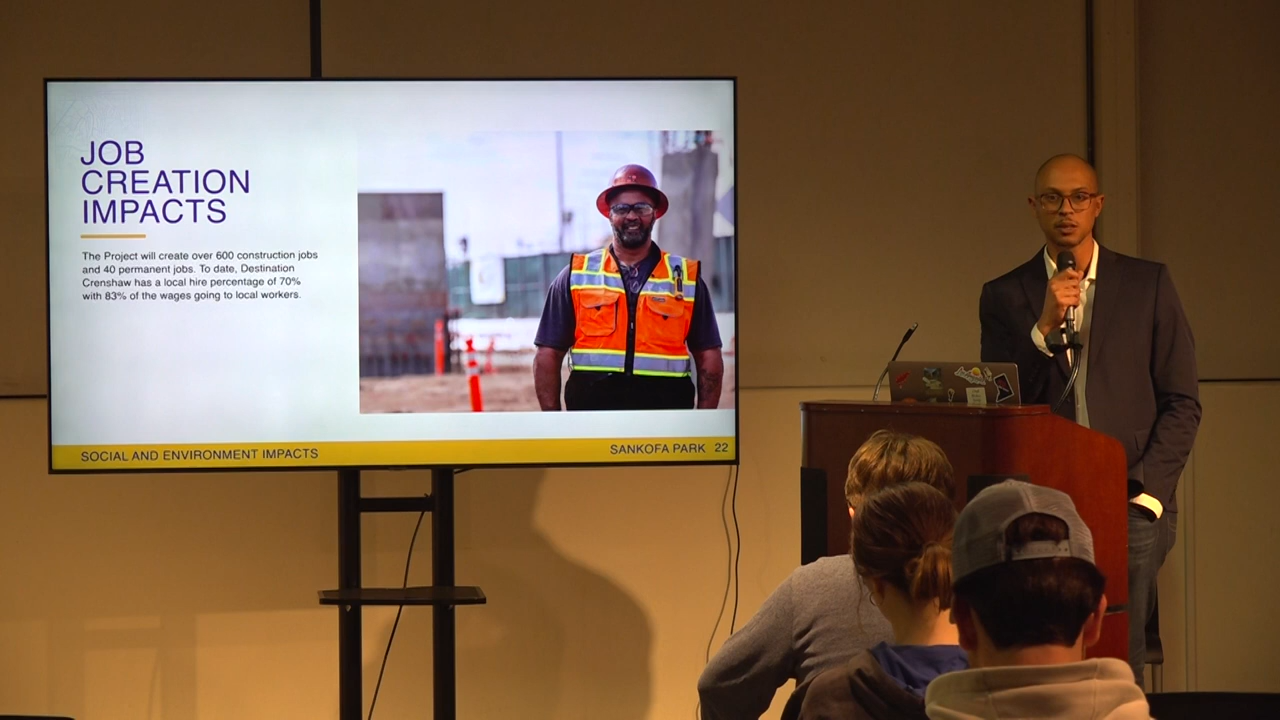 JOB
CREATION
IMPACTS
The Project will create over 600 construction jobs
and 40 permanent jobs. To date, Destination
Crenshaw has a local hire percentage of 70%
with 83% of the wages going to local workers.
SOCIAL AND ENVIRONMENT IMPACTS
SANKOFA PARK 22